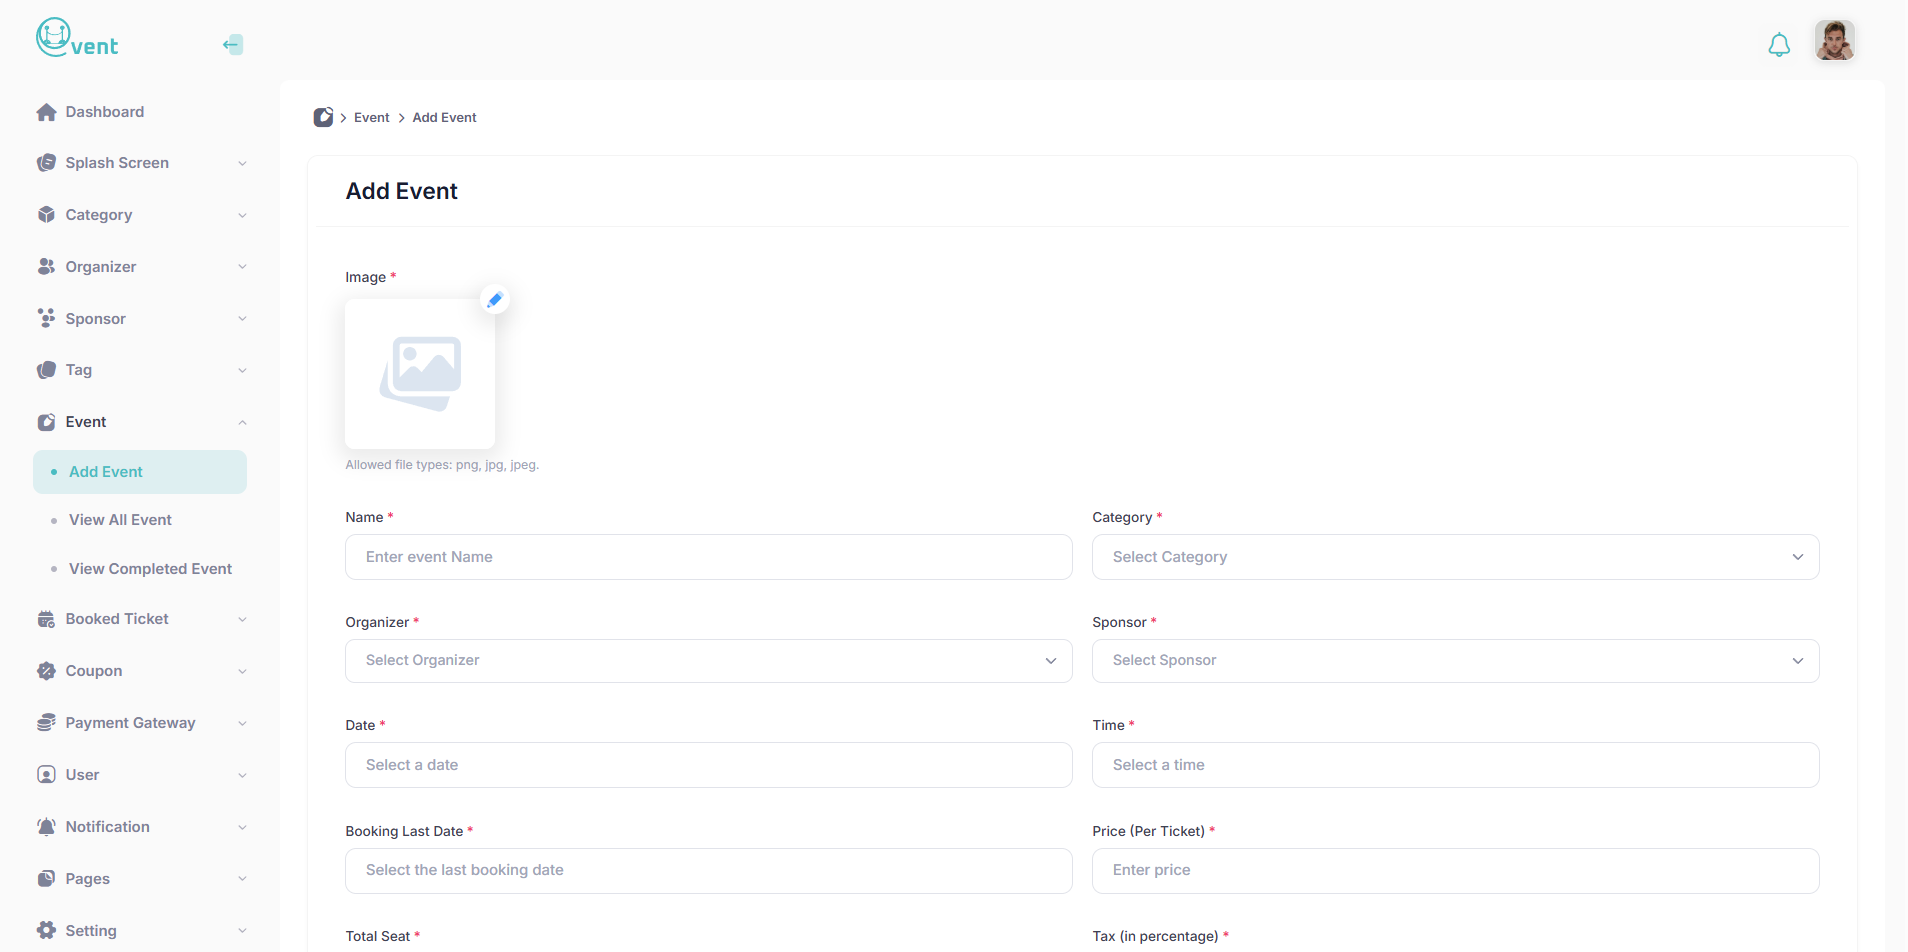 vent
Dashboard
Splash Screen
Category
Organizer
Sponsor
Tag
Event
Add Event
View All Event
View Completed Event
Booked Ticket
Coupon
Payment Gateway
User
Notification
Pages
Setting
Event
Add Event
Add Event
Image *
Allowed file types: png, jpg, jpeg.
Name *
Enter event Name
Category *
Select Category
Organizer *
Select Organizer
Sponsor *
Select Sponsor
Date *
Select a date
Time *
Select a time
Booking Last Date *
Select the last booking date
Price (Per Ticket) *
Enter price
Total Seat *
Tax (in percentage) *